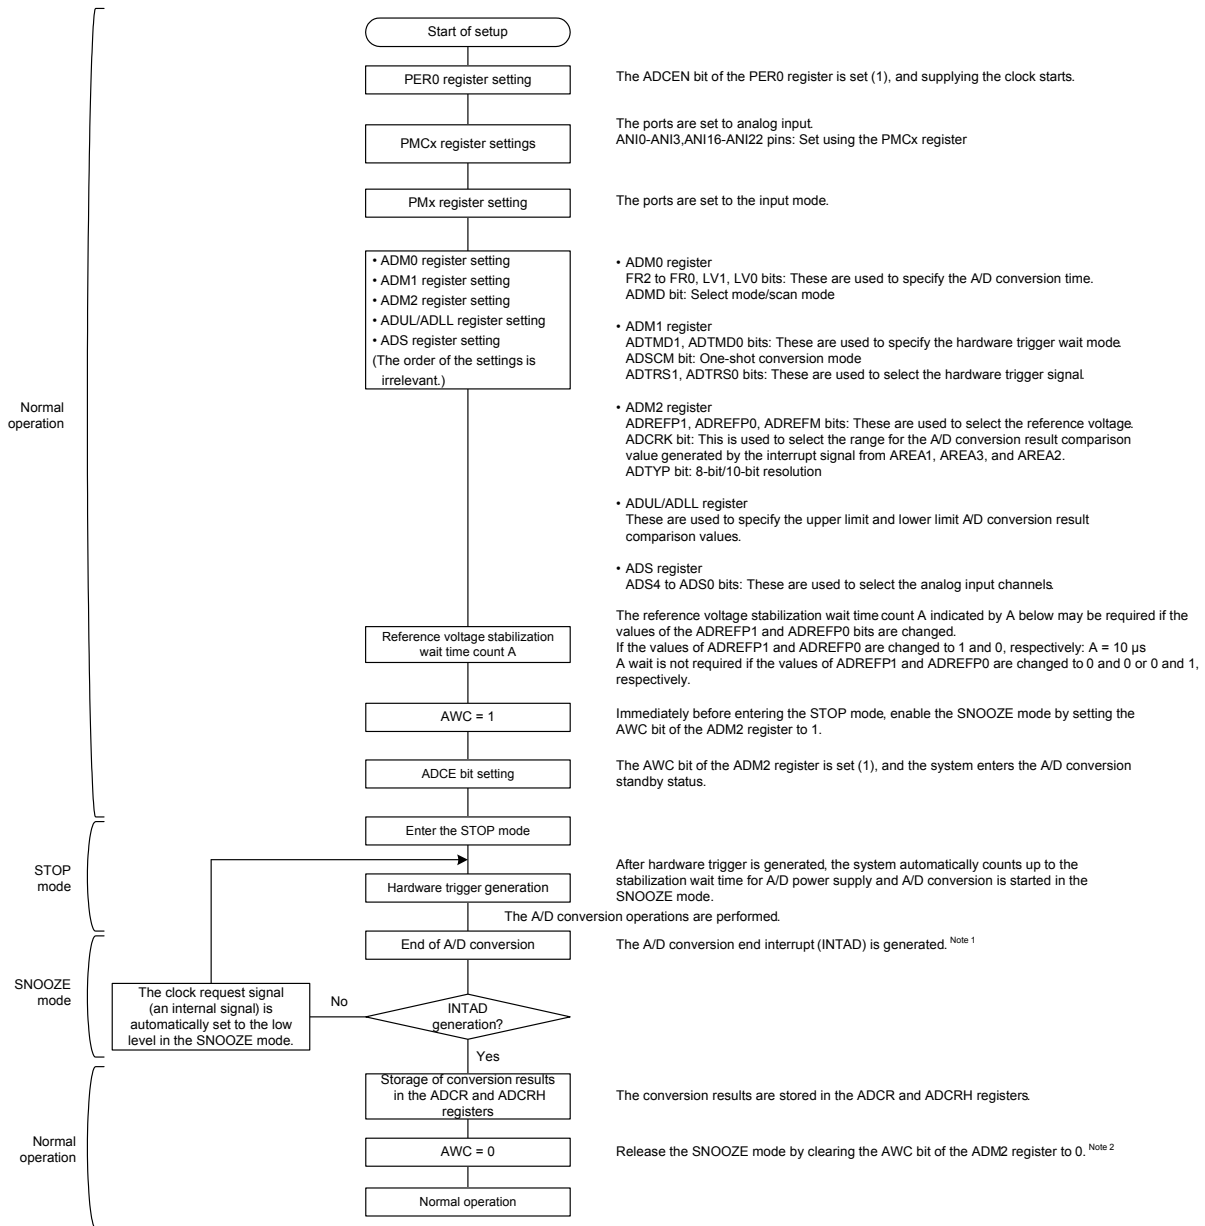 Start of setup
PER0 register setting
The ADCEN bit of the PER0 register is set (1), and supplying the clock starts.
PMCx register settings
The ports are set to analog input.
ANI0-ANI3,ANI16-ANI22 pins: Set using the PMCx register
PMx register setting
The ports are set to the input mode.
• ADM0 register setting
• ADM1 register setting
• ADM2 register setting
• ADUL/ADLL register setting
• ADS register setting
(The order of the settings is
irrelevant.)
• ADM0 register
FR2 to FR0, LV1, LV0 bits: These are used to specify the A/D conversion time.
ADMD bit: Select mode/scan mode
• ADM1 register
ADTMD1, ADTMD0 bits: These are used to specify the hardware trigger wait mode.
ADSCM bit: One-shot conversion mode
ADTRS1, ADTRS0 bits: These are used to select the hardware trigger signal.
• ADM2 register
ADREFP1, ADREFP0, ADREFM bits: These are used to select the reference voltage.
ADCRK bit: This is used to select the range for the A/D conversion result comparison
value generated by the interrupt signal from AREA1, AREA3, and AREA2.
ADTYP bit: 8-bit/10-bit resolution
• ADUL/ADLL register
These are used to specify the upper limit and lower limit A/D conversion result
comparison values.
• ADS register
ADS4 to ADS0 bits: These are used to select the analog input channels.
Normal
operation
Reference voltage stabilization
wait time count A
The reference voltage stabilization wait time count A indicated by A below may be required if the
values of the ADREFP1 and ADREFP0 bits are changed.
If the values of ADREFP1 and ADREFP0 are changed to 1 and 0, respectively: A = 10 µs
A wait is not required if the values of ADREFP1 and ADREFP0 are changed to 0 and 0 or 0 and 1,
respectively.
AWC = 1
Immediately before entering the STOP mode, enable the SNOOZE mode by setting the
AWC bit of the ADM2 register to 1.
ADCE bit setting
The AWC bit of the ADM2 register is set (1), and the system enters the A/D conversion
standby status.
Enter the STOP mode
STOP
mode
Hardware trigger generation
After hardware trigger is generated, the system automatically counts up to the
stabilization wait time for A/D power supply and A/D conversion is started in the
SNOOZE mode.
The A/D conversion operations are performed.
End of A/D conversion
The A/D conversion end interrupt (INTAD) is generated. Note 1
SNOOZE
mode
The clock request signal
(an internal signal) is
automatically set to the low
level in the SNOOZE mode.
No
INTAD
generation?
Yes
Storage of conversion results
in the ADCR and ADCRH
registers
The conversion results are stored in the ADCR and ADCRH registers.
Normal
operation
AWC = 0
Release the SNOOZE mode by clearing the AWC bit of the ADM2 register to 0. Note 2
Normal operation